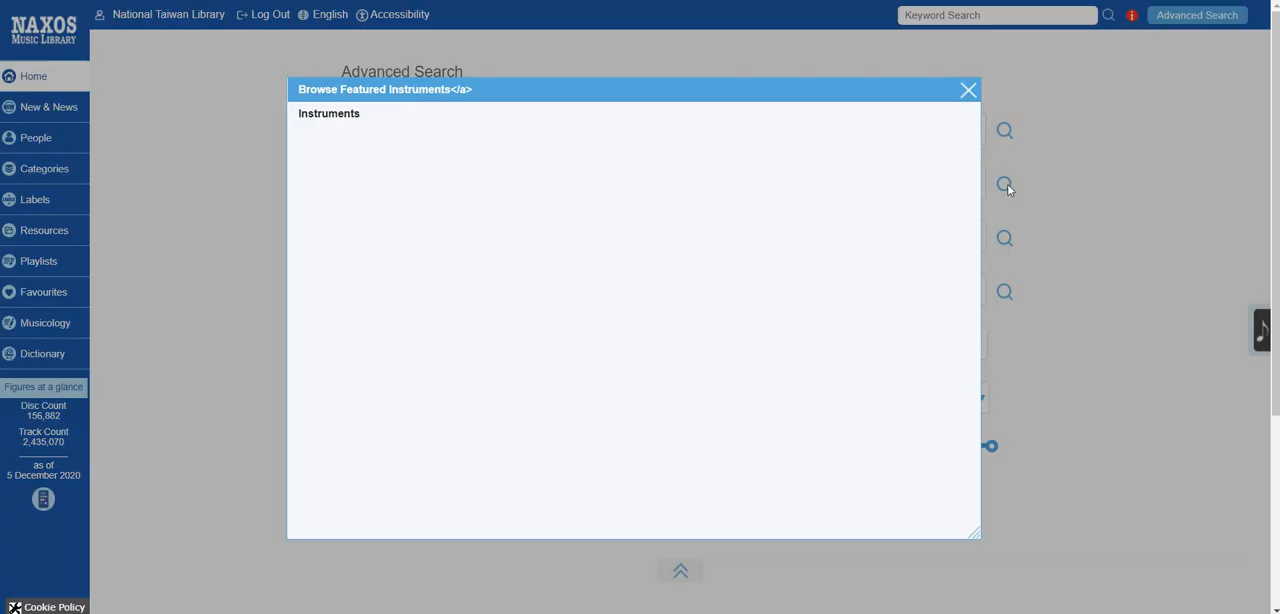 NAXOS
MUSIC LIBRARY
National Taiwan Library
Log Out
English
Accessibility
Keyword Search
Advanced Search
Home
New & News
People
Categories
Labels
Resources
Playlists
Favourites
Musicology
Dictionary
Figures at a glance
Disc Count
156,882
Track Count
2,435,070
as of
5 December 2020
Cookie Policy
Advanced Search
Browse Featured Instruments</a>
Instruments